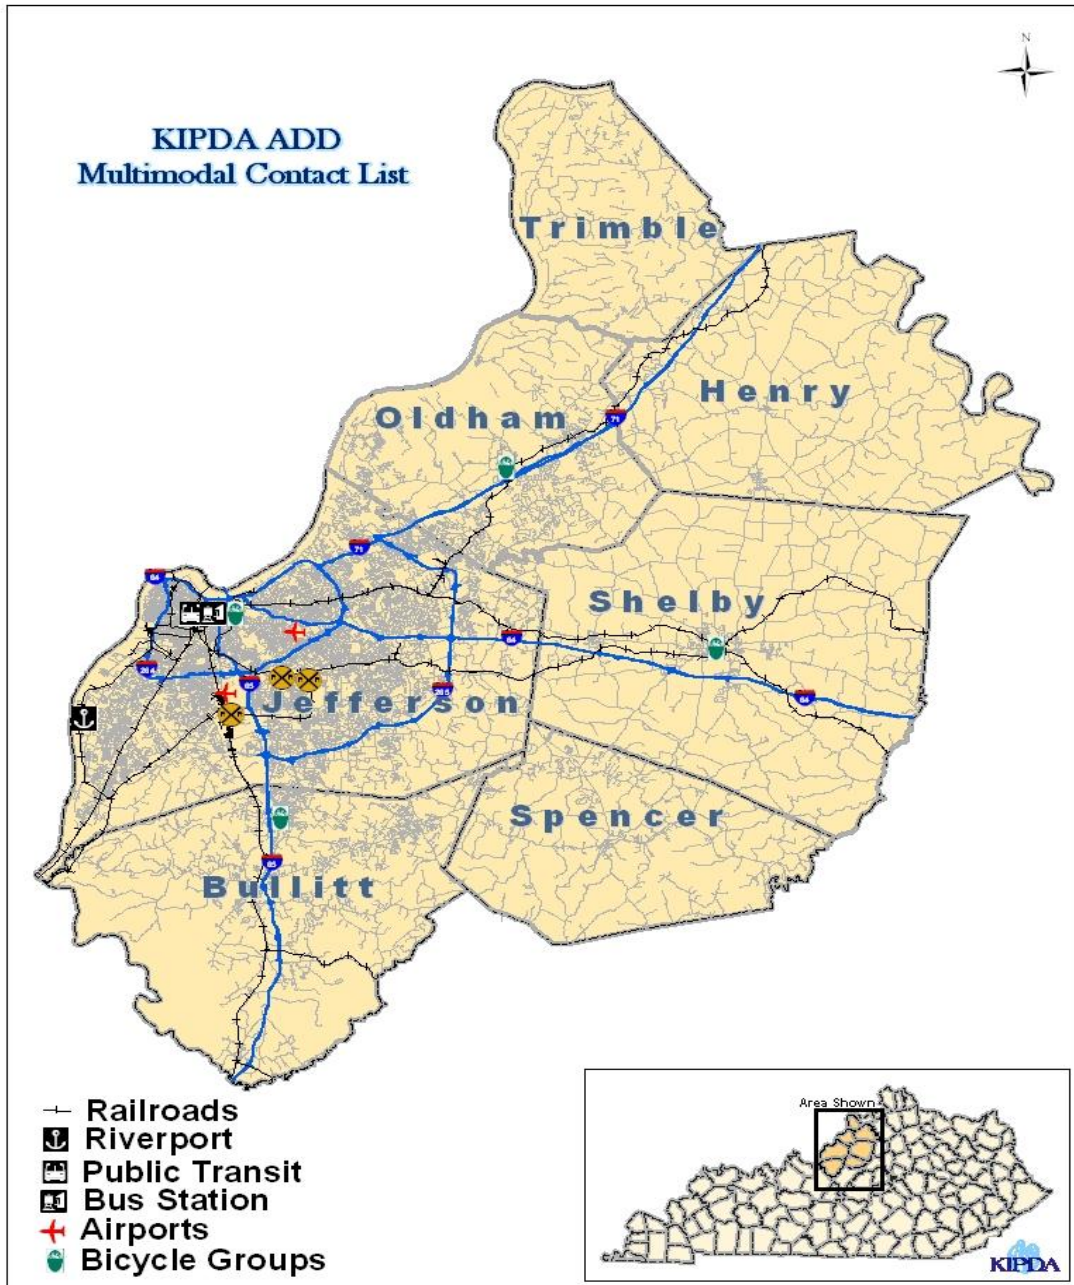 N
KIPDA ADD
Multimodal Contact List
Trimble
Henry
Oldham
71
71
64
Shelby
64
264
65
265
Jefferson
64
Spencer
65
Bullitt
Railroads
Riverport
Public Transit
Bus Station
Airports
Bicycle Groups
Area Shown
KIPDA